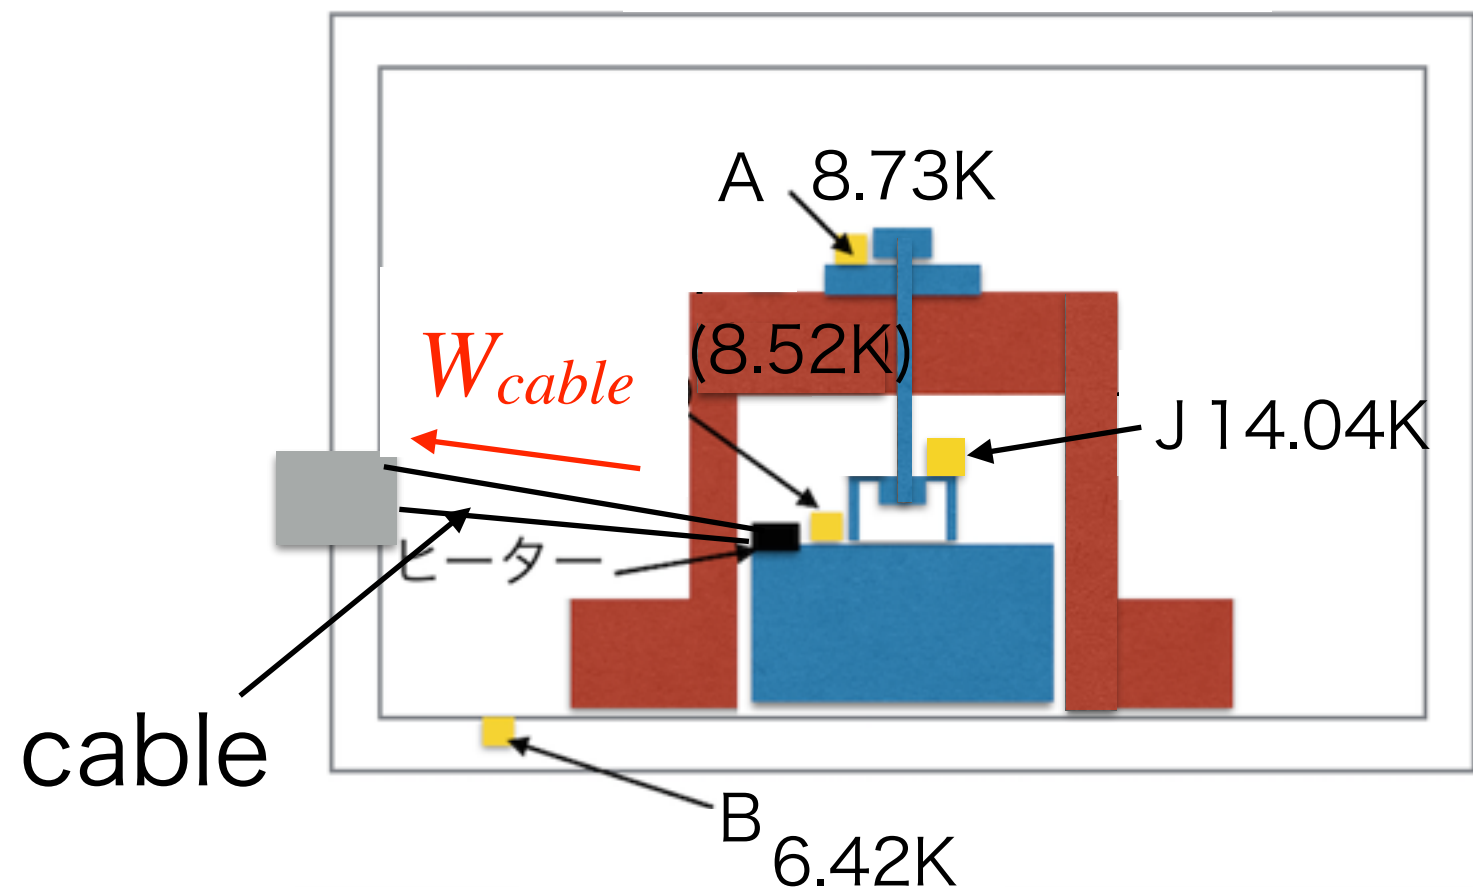 A 8.73K
(8.52K)
Wcable
J 14.04K
ヒーター
cable
B
6.42K